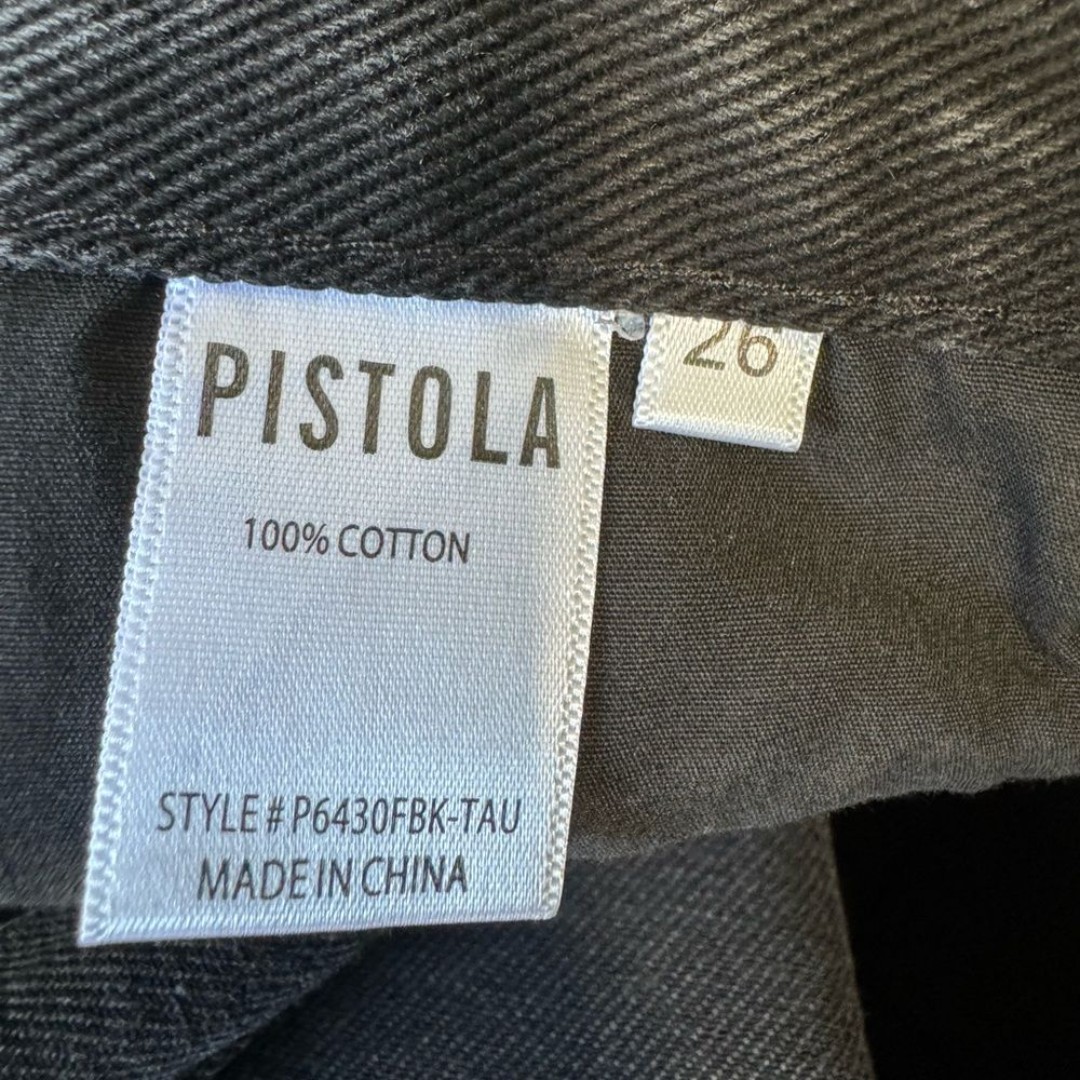 PISTOLA
26
100% COTTON
STYLE # P6430FBK-TAU
MADE IN CHINA